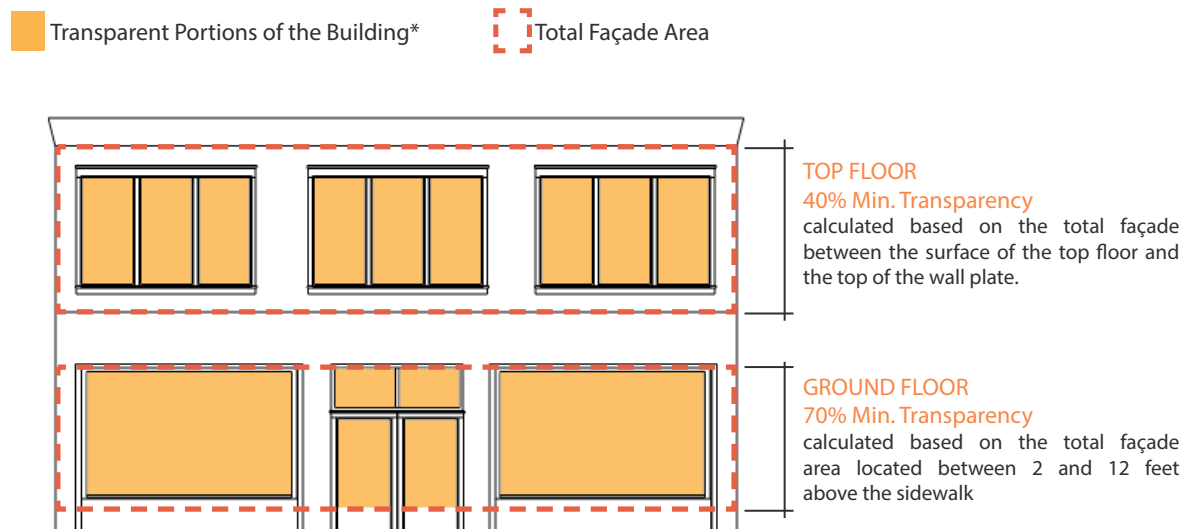 Transparent Portions of the Building*
Total Façade Area
TOP FLOOR
40% Min. Transparency
calculated based on the total façade
between the surface of the top floor and
the top of the wall plate.
GROUND FLOOR
70% Min. Transparency
calculated based on the total façade
area located between 2 and 12 feet
above the sidewalk